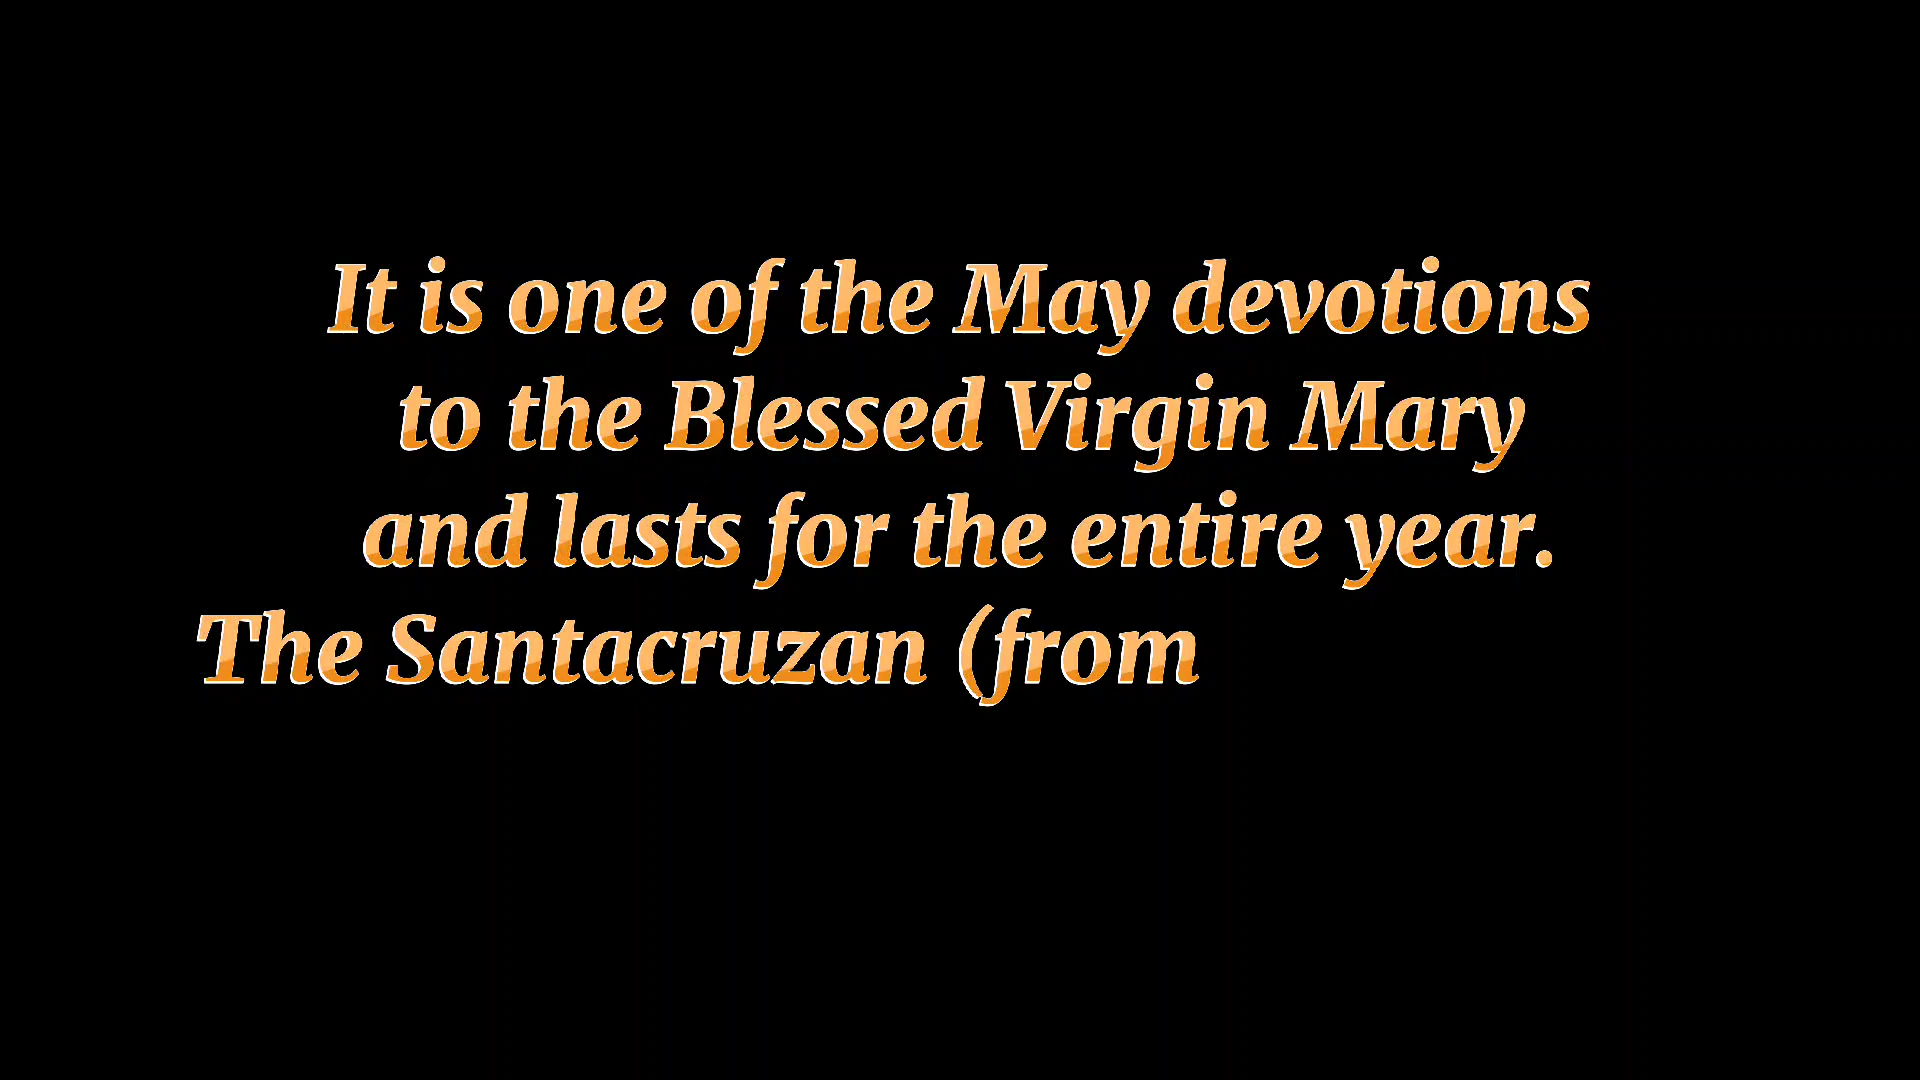 It is one of the May devotions
to the Blessed Virgin Mary
and lasts for the entire year.
The Santacruzan (from